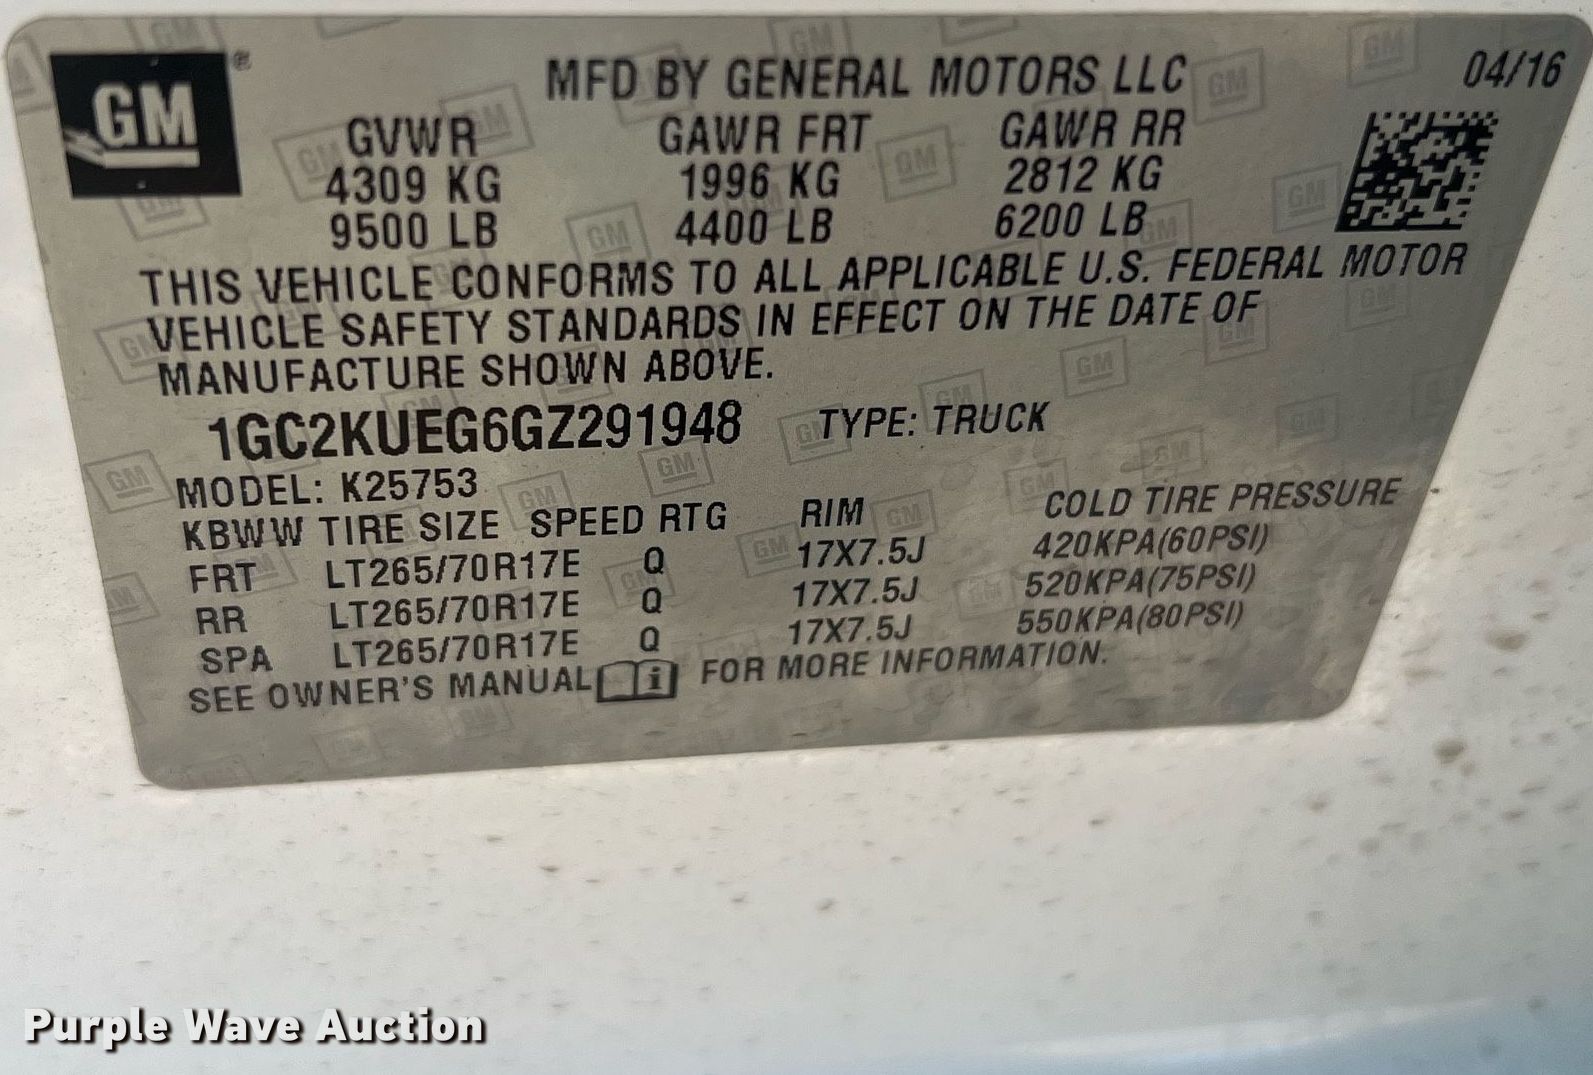 GM ®
MFD BY GENERAL MOTORS LLC 04/16
GVWR GAWR FRT GAWR RR
4309 KG 1996 KG 2812 KG
9500 LB 4400 LB 6200 LB
THIS VEHICLE CONFORMS TO ALL APPLICABLE U.S. FEDERAL MOTOR
VEHICLE SAFETY STANDARDS IN EFFECT ON THE DATE OF
MANUFACTURE SHOWN ABOVE.
1GC2KUEG6GZ291948 TYPE: TRUCK
MODEL: K25753
KBWW TIRE SIZE SPEED RTG RIM COLD TIRE PRESSURE
FRT LT265/70R17E Q 17X7.5J 420KPA(60PSI)
RR LT265/70R17E Q 17X7.5J 520KPA(75PSI)
SPA LT265/70R17E Q 17X7.5J 550KPA(80PSI)
SEE OWNER'S MANUAL i FOR MORE INFORMATION.
Purple Wave Auction